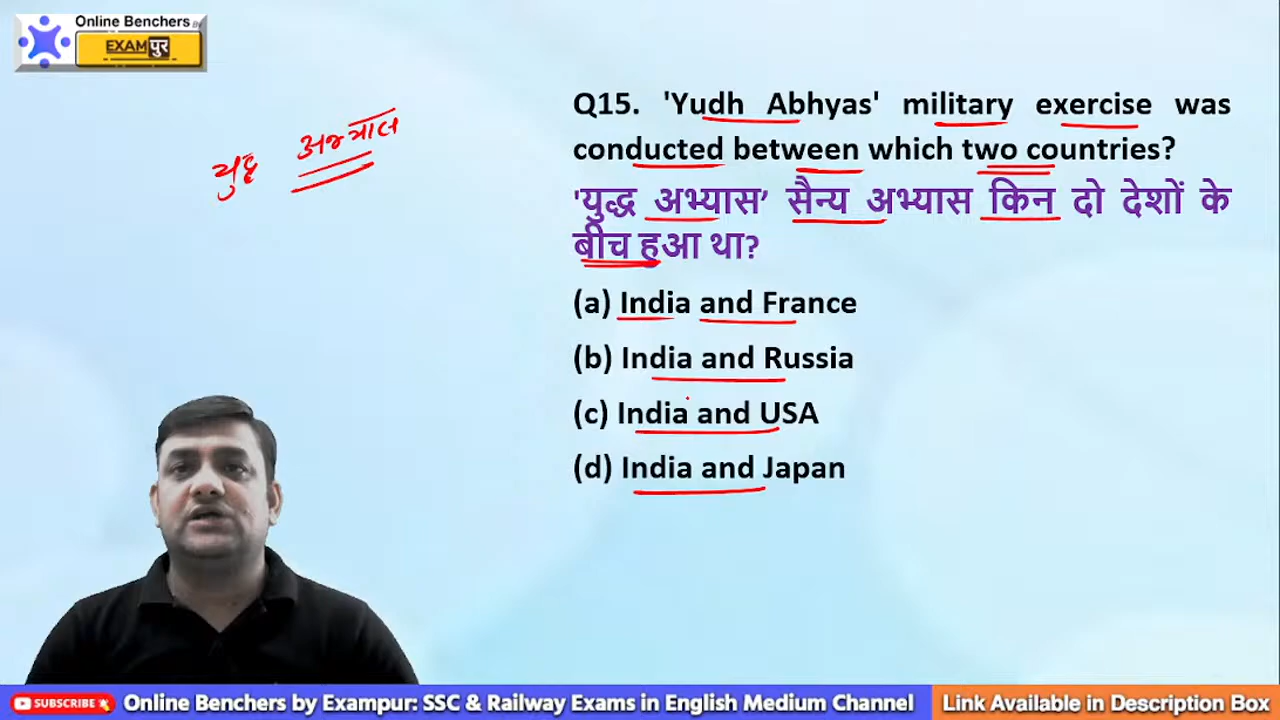 Online Benchers By
EXAMपुर
युद्ध अभ्यास
Q15. 'Yudh Abhyas' military exercise was
conducted between which two countries?
'युद्ध अभ्यास’ सैन्य अभ्यास किन दो देशों के
बीच हुआ था?
(a) India and France
(b) India and Russia
(c) India and USA
(d) India and Japan
SUBSCRIBE
Online Benchers by Exampur: SSC & Railway Exams in English Medium Channel
Link Available in Description Box